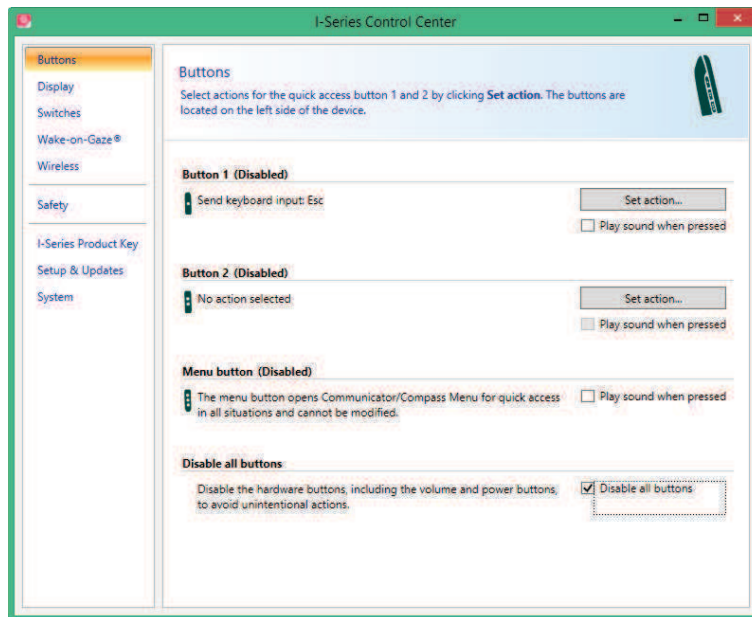 I-Series Control Center
Buttons
Display
Switches
Wake-on-Gaze®
Wireless
Safety
I-Series Product Key
Setup & Updates
System
Buttons
Select actions for the quick access button 1 and 2 by clicking Set action. The buttons are
located on the left side of the device.
Button 1 (Disabled)
Send keyboard input: Esc
Set action...
Play sound when pressed
Button 2 (Disabled)
No action selected
Set action...
Play sound when pressed
Menu button (Disabled)
The menu button opens Communicator/Compass Menu for quick access
in all situations and cannot be modified.
Play sound when pressed
Disable all buttons
Disable the hardware buttons, including the volume and power buttons,
to avoid unintentional actions.
Disable all buttons